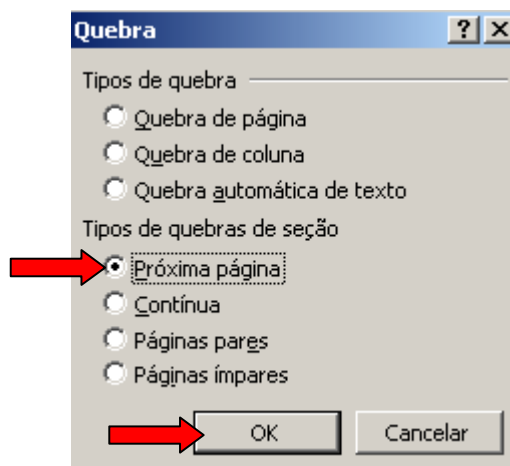 Quebra ? X
Tipos de quebra
Quebra de página
Quebra de coluna
Quebra automática de texto
Tipos de quebras de seção
Próxima página
Contínua
Páginas pares
Páginas ímpares
OK Cancelar